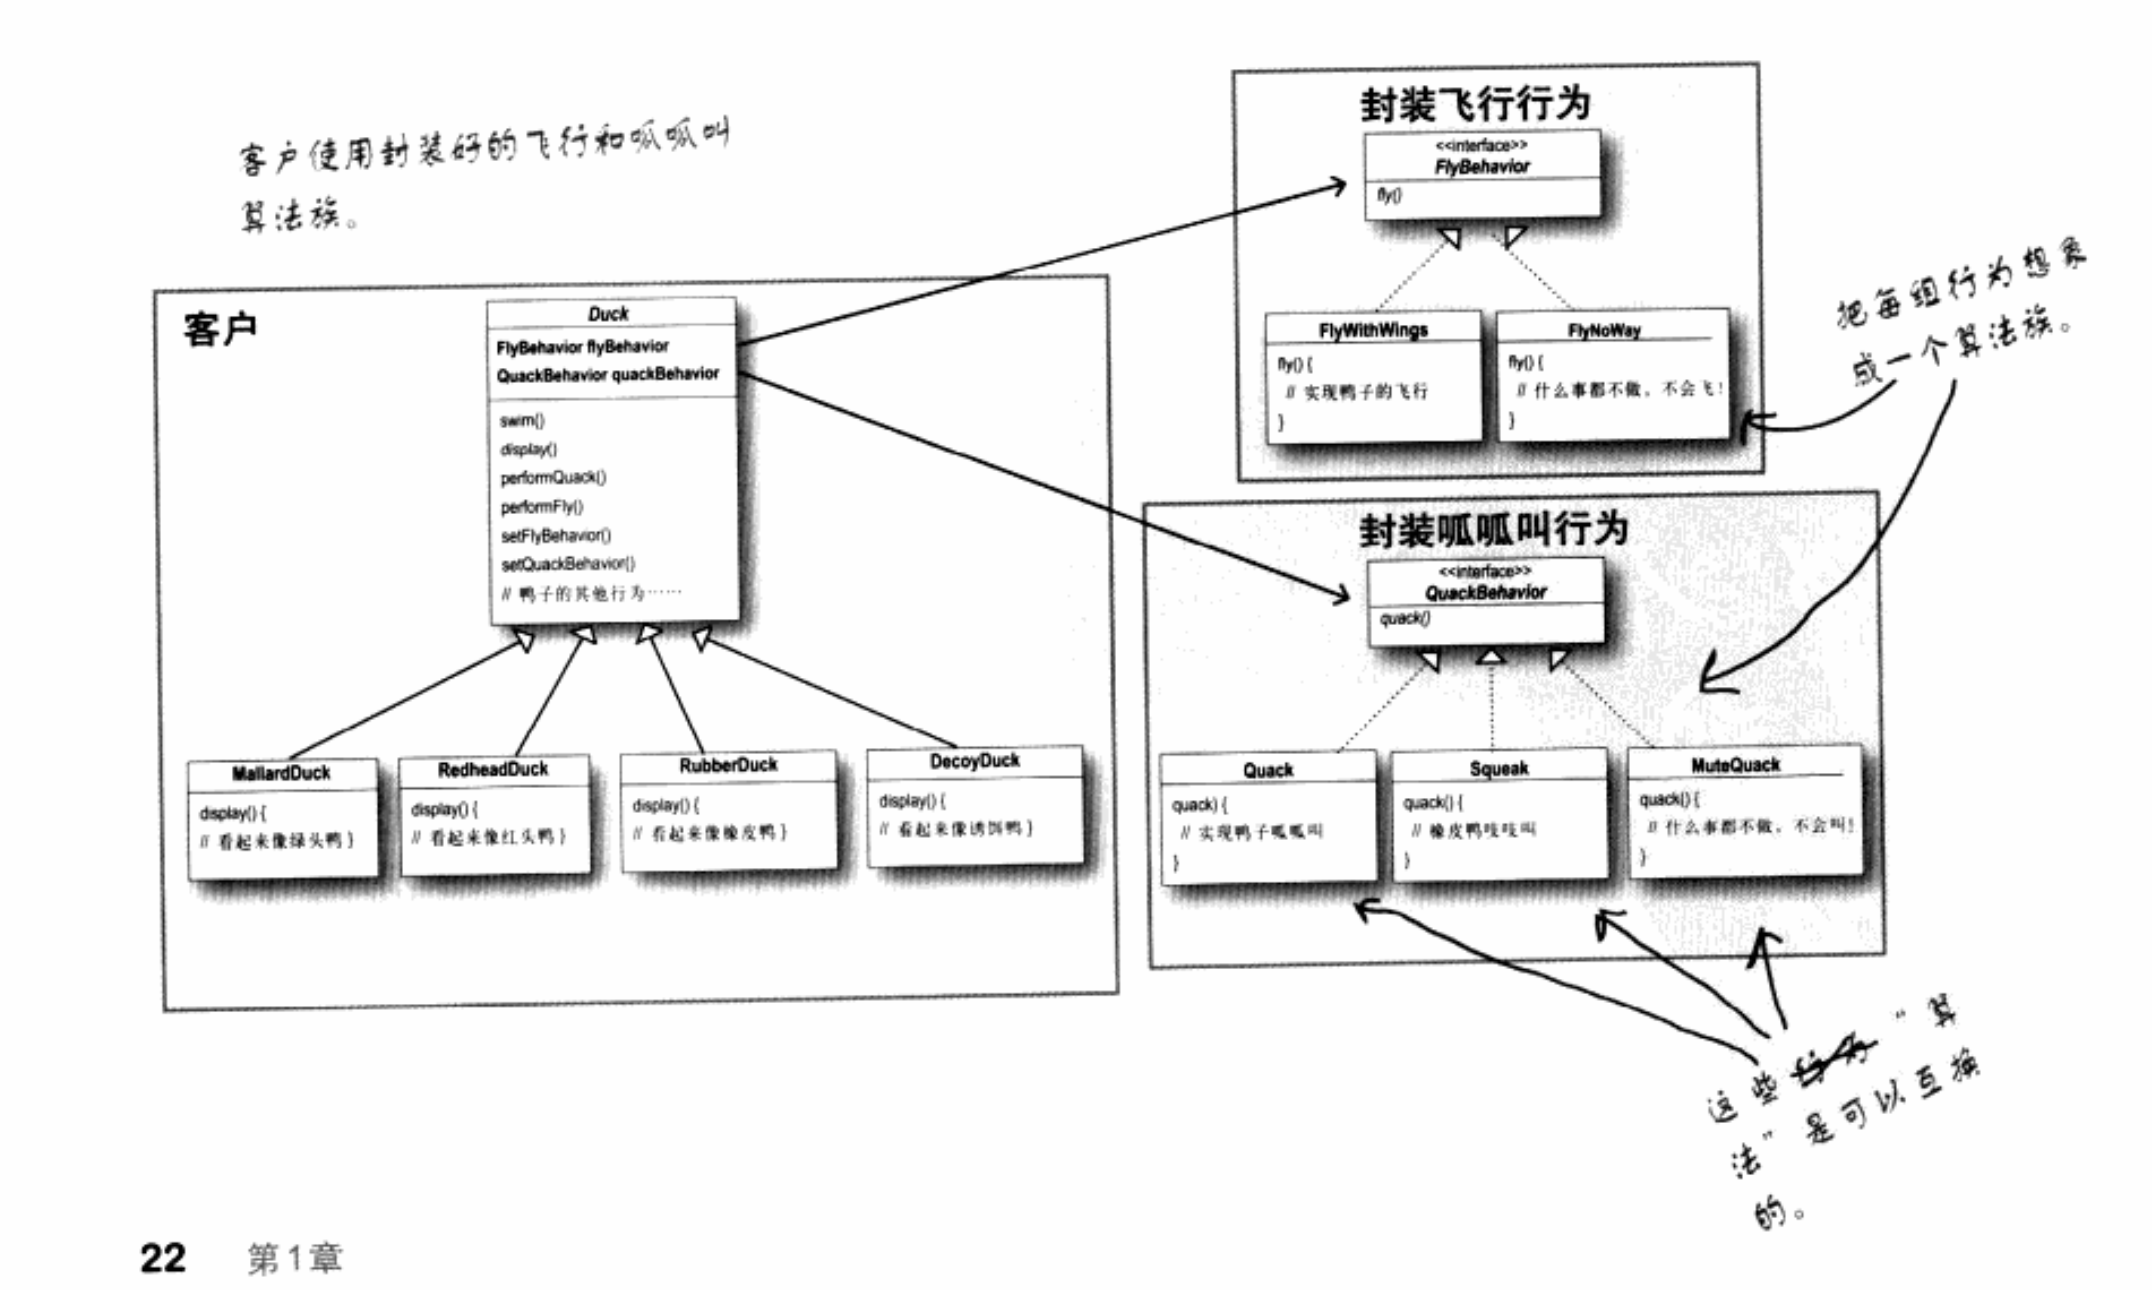 客户使用封装好的飞行和呱呱叫
算法族。
封装飞行行为
<<interface>>
FlyBehavior
fly()
FlyWithWings
fly() {
// 实现鸭子的飞行
}
FlyNoWay
fly() {
// 什么事都不做，不会飞！
}
把每组行为想象
成一个算法族。
客户
Duck
FlyBehavior flyBehavior
QuackBehavior quackBehavior
swim()
display()
performQuack()
performFly()
setFlyBehavior()
setQuackBehavior()
// 鸭子的其他行为……
MallardDuck
display() {
// 看起来像绿头鸭 }
RedheadDuck
display() {
// 看起来像红头鸭 }
RubberDuck
display() {
// 看起来像橡皮鸭 }
DecoyDuck
display() {
// 看起来像诱饵鸭 }
封装呱呱叫行为
<<interface>>
QuackBehavior
quack()
Quack
quack) {
// 实现鸭子呱呱叫
}
Squeak
quack() {
// 橡皮鸭吱吱叫
}
MuteQuack
quack() {
// 什么事都不做，不会叫！
}
这些行为“算
法”是可以互换
的。
22 第1章